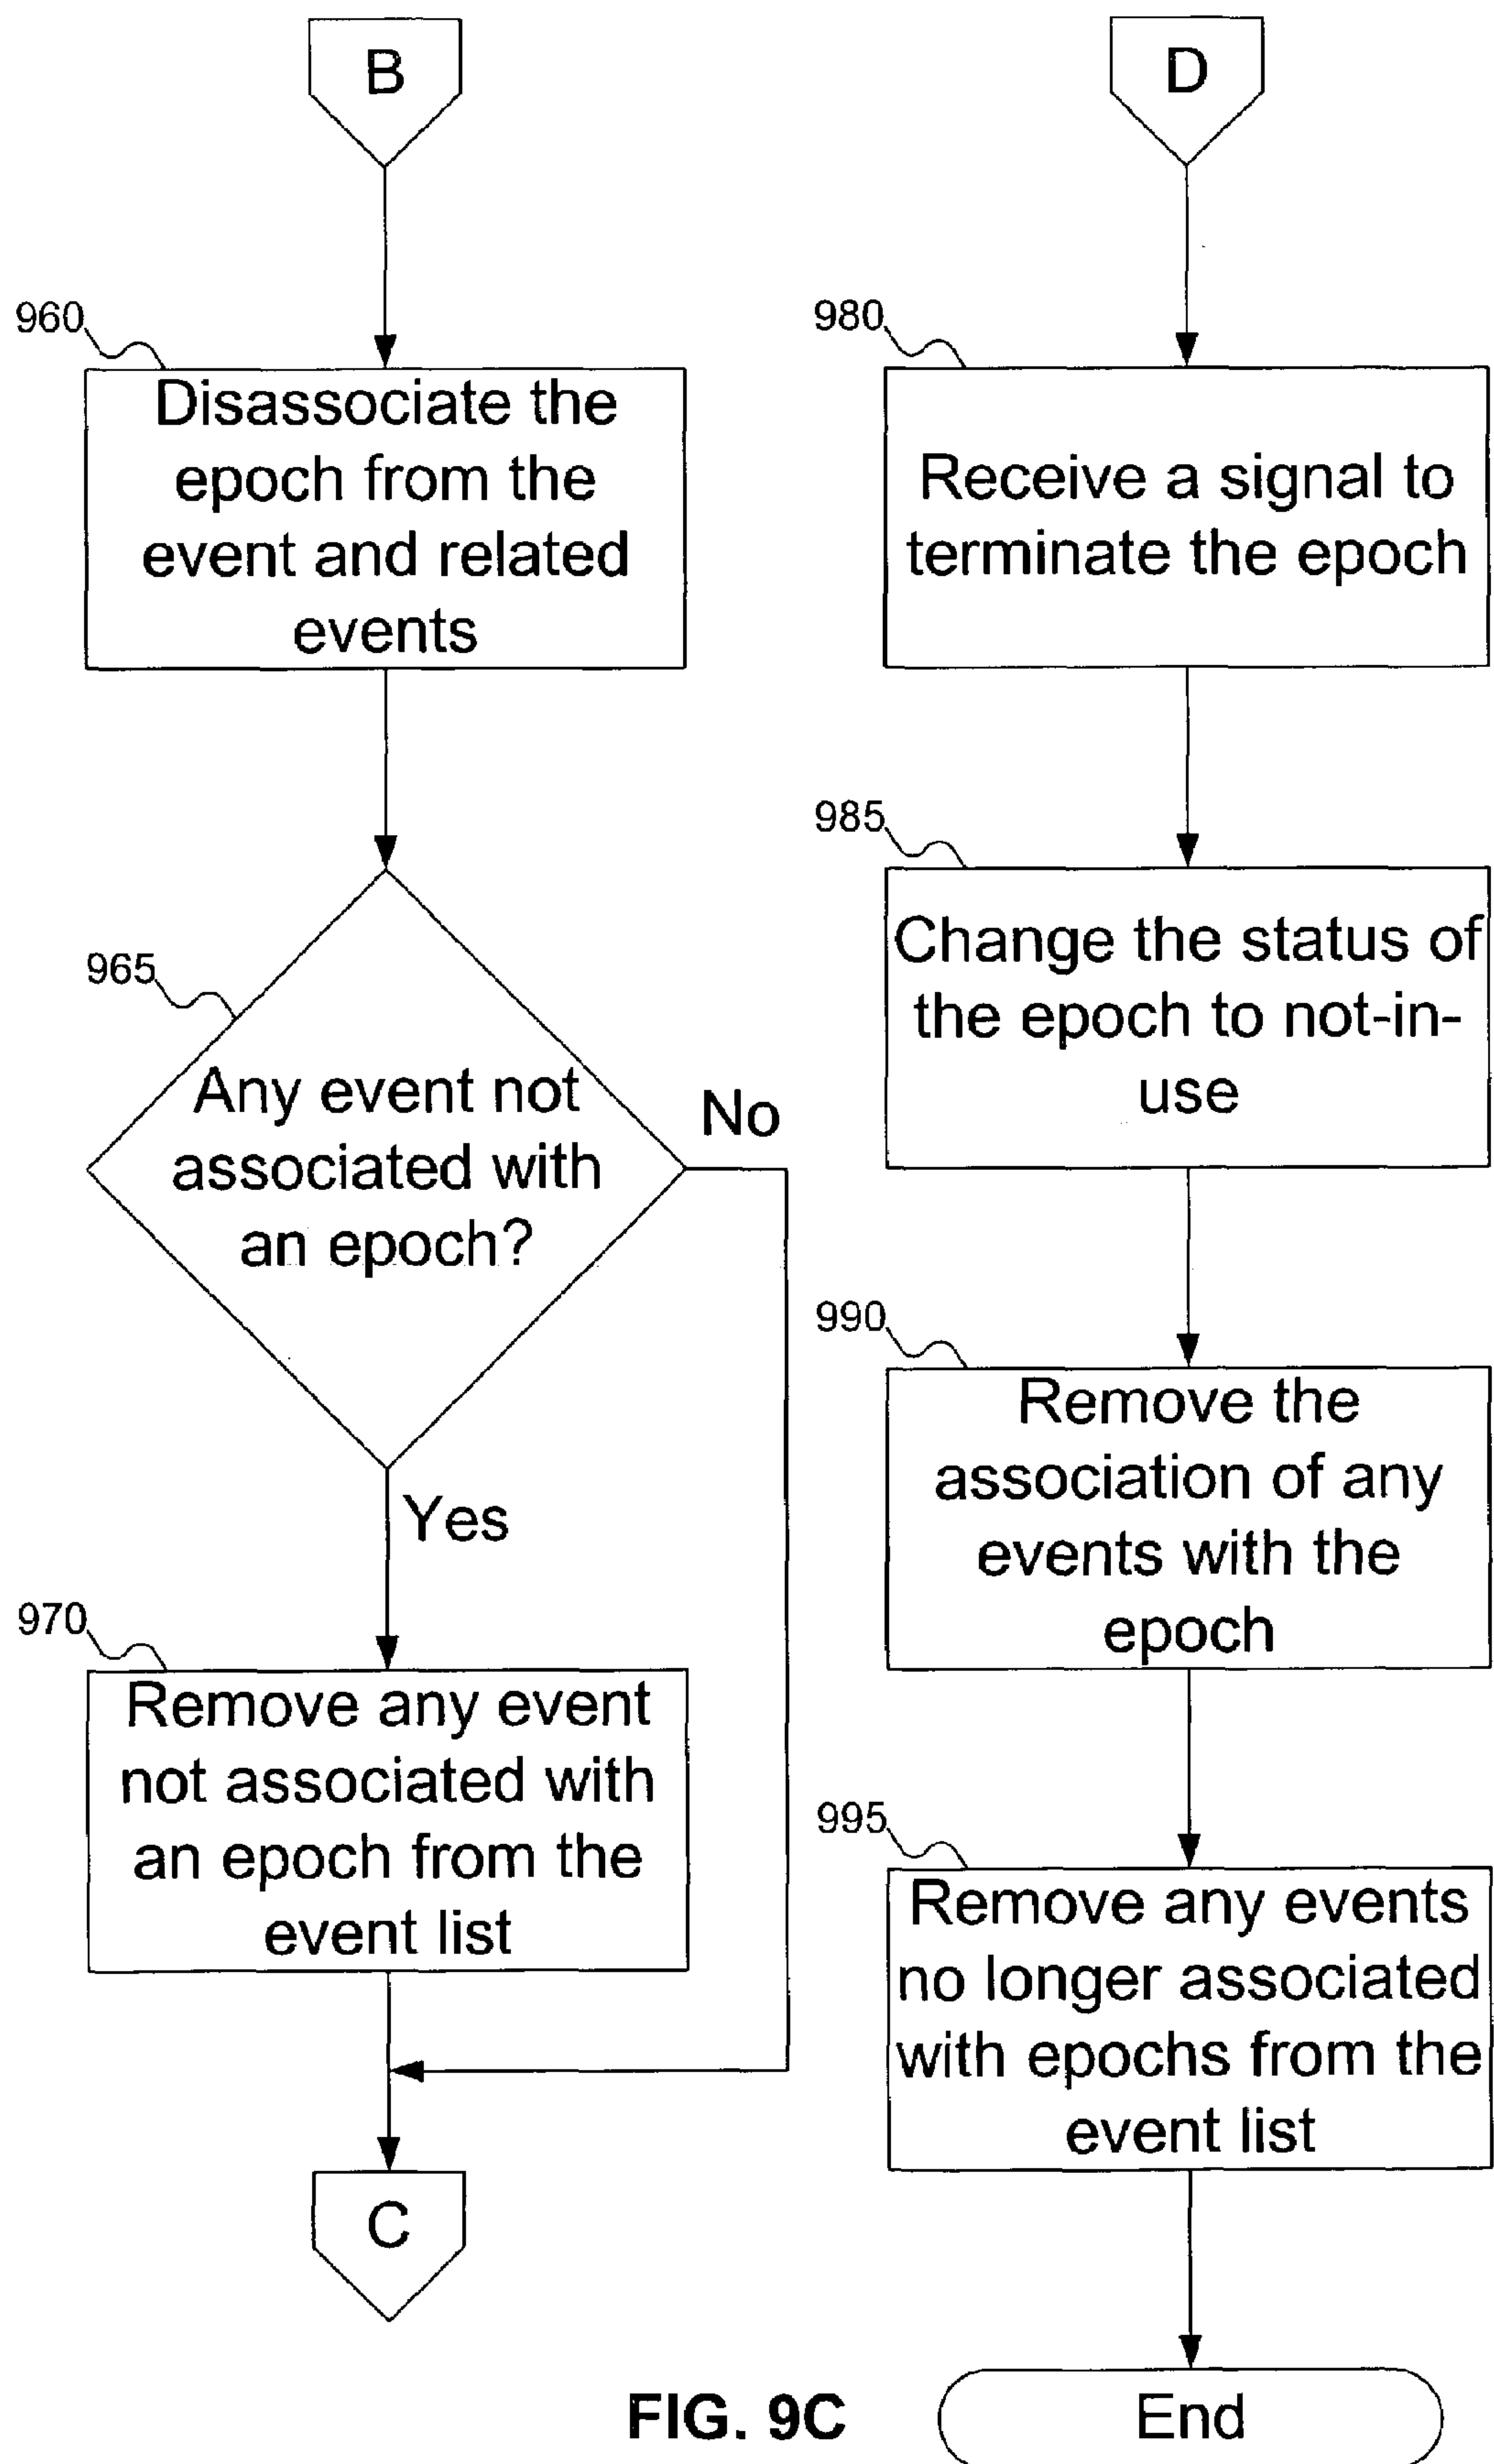 B
960
Disassociate the
epoch from the
event and related
events
965
Any event not
associated with
an epoch?
No
Yes
970
Remove any event
not associated with
an epoch from the
event list
C
D
980
Receive a signal to
terminate the epoch
985
Change the status of
the epoch to not-in-
use
990
Remove the
association of any
events with the
epoch
995
Remove any events
no longer associated
with epochs from the
event list
End
FIG. 9C